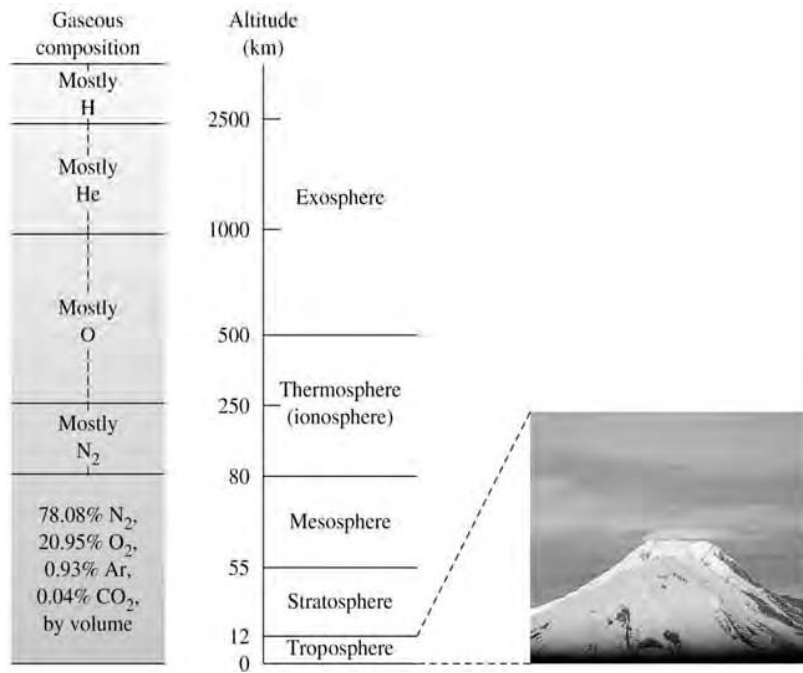 Gaseous
composition
Mostly
H
Mostly
He
Mostly
O
Mostly
N₂
78.08% N₂,
20.95% O₂,
0.93% Ar,
0.04% CO₂,
by volume
Altitude
(km)
2500
Exosphere
1000
500
Thermosphere
(ionosphere)
250
80
Mesosphere
55
Stratosphere
12
Troposphere
0